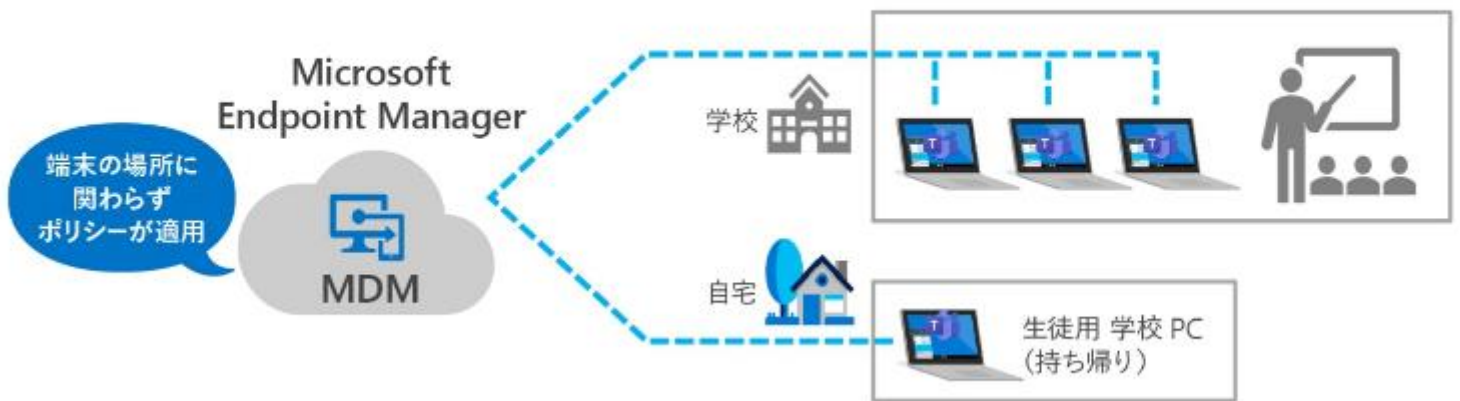 Microsoft
Endpoint Manager
端末の場所に
関わらず
ポリシーが適用
MDM
学校
T
T
T
自宅
T
生徒用 学校 PC
(持ち帰り)